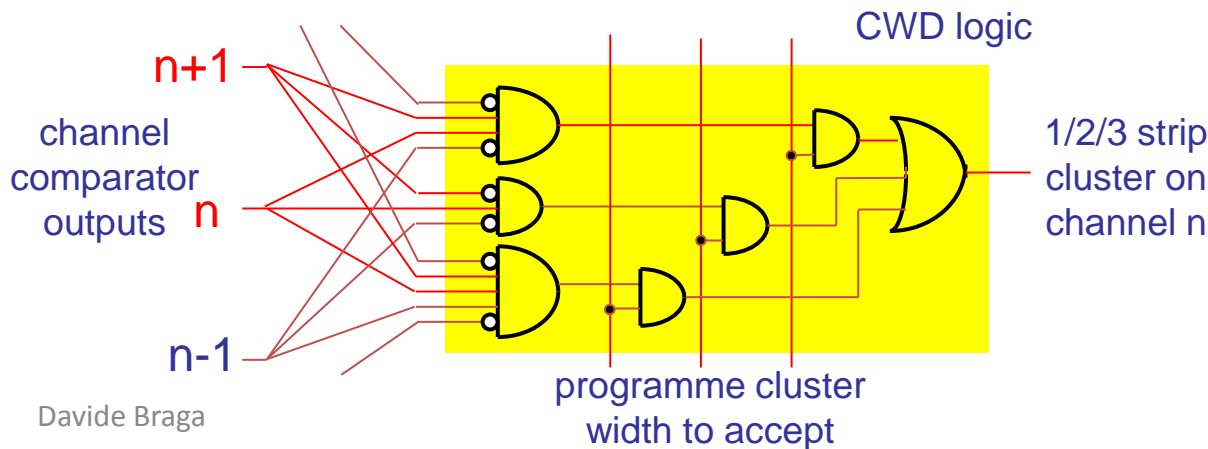 CWD logic
n+1
channel
comparator
outputs
n
n-1
1/2/3 strip
cluster on
channel n
programme cluster
width to accept
Davide Braga